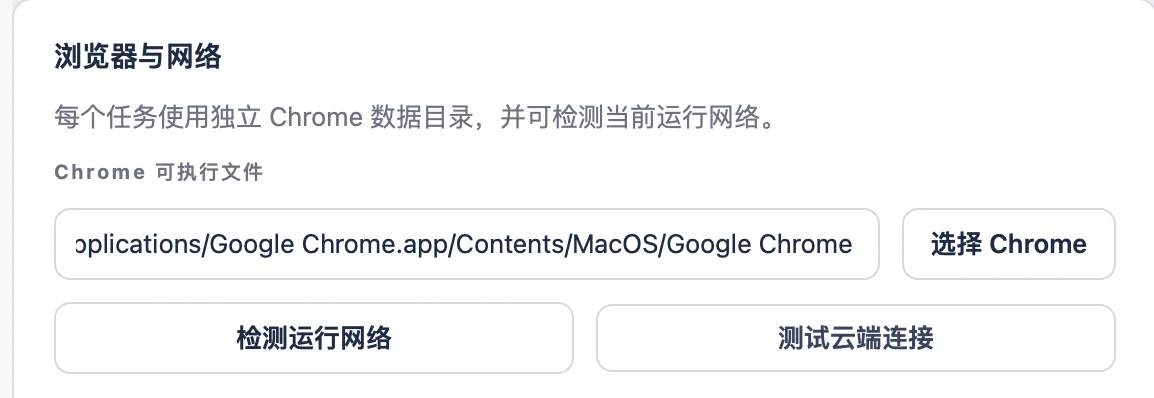 浏览器与网络
每个任务使用独立 Chrome 数据目录，并可检测当前运行网络。
Chrome 可执行文件
pplications/Google Chrome.app/Contents/MacOS/Google Chrome
选择 Chrome
检测运行网络
测试云端连接